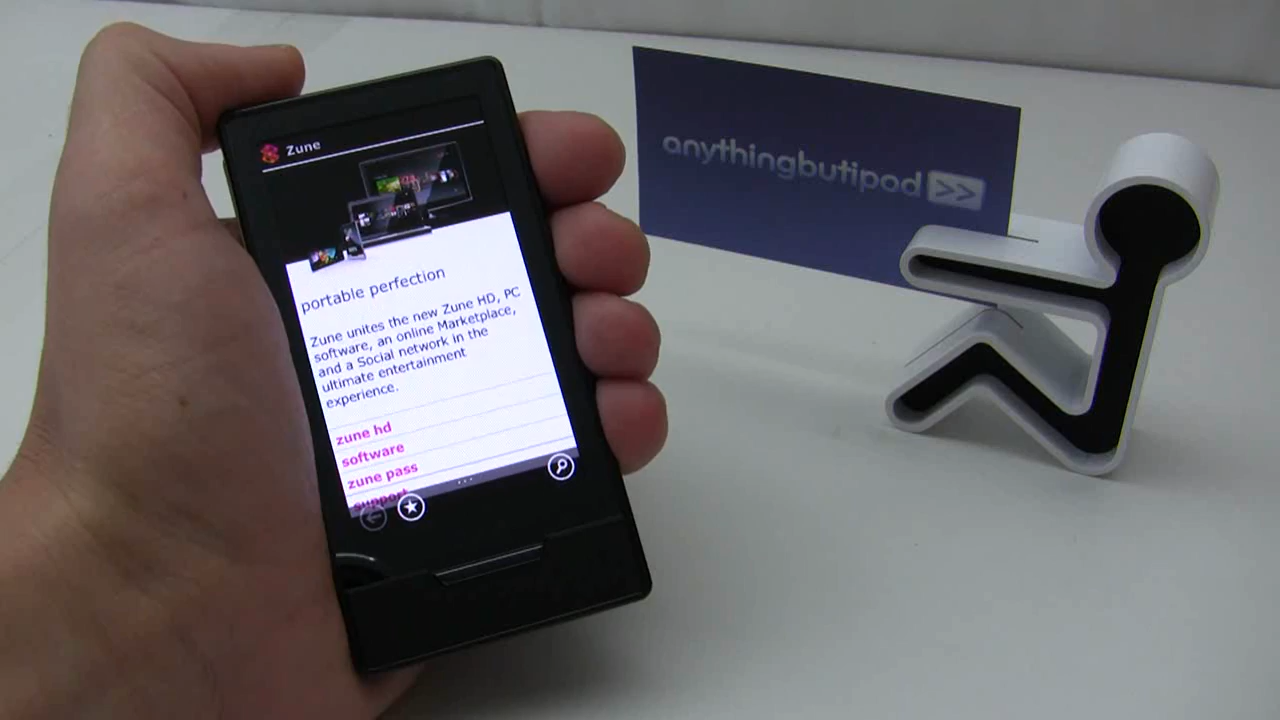 Zune
portable perfection
Zune unites the new Zune HD, PC
software, an online Marketplace,
and a Social network in the
ultimate entertainment
experience.
zune hd
software
zune pass
support
anythingbutipod >>